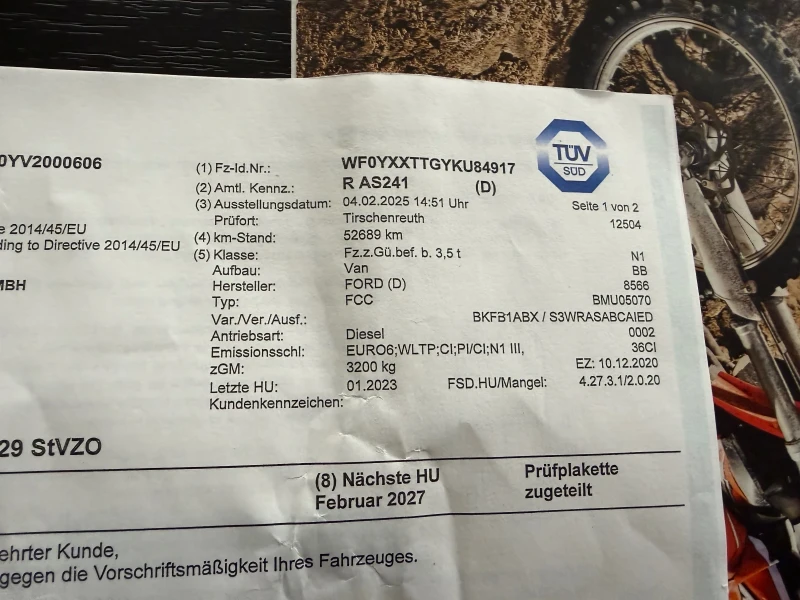 0YV2000606
(1) Fz-Id.Nr.: WF0YXXTTGYKU84917
TÜV
SÜD
(2) Amtl. Kennz.: R AS241 (D)
(3) Ausstellungsdatum: 04.02.2025 14:51 Uhr Seite 1 von 2
Prüfort: Tirschenreuth 12504
e 2014/45/EU
(4) km-Stand: 52689 km
ding to Directive 2014/45/EU
(5) Klasse: Fz.z.Gü.bef. b. 3,5 t N1
Aufbau: Van BB
MBH
Hersteller: FORD (D) 8566
Typ: FCC BMU05070
Var./Ver./Ausf.: BKFB1ABX / S3WRASABCAIED
Antriebsart: Diesel 0002
Emissionsschl: EURO6;WLTP;CI;PI/CI;N1 III, 36CI
zGM: 3200 kg EZ: 10.12.2020
Letzte HU: 01.2023 FSD.HU/Mangel: 4.27.3.1/2.0.20
Kundenkennzeichen:
29 StVZO
(8) Nächste HU Prüfplakette
Februar 2027 zugeteilt
ehrter Kunde,
gegen die Vorschriftsmäßigkeit Ihres Fahrzeuges.